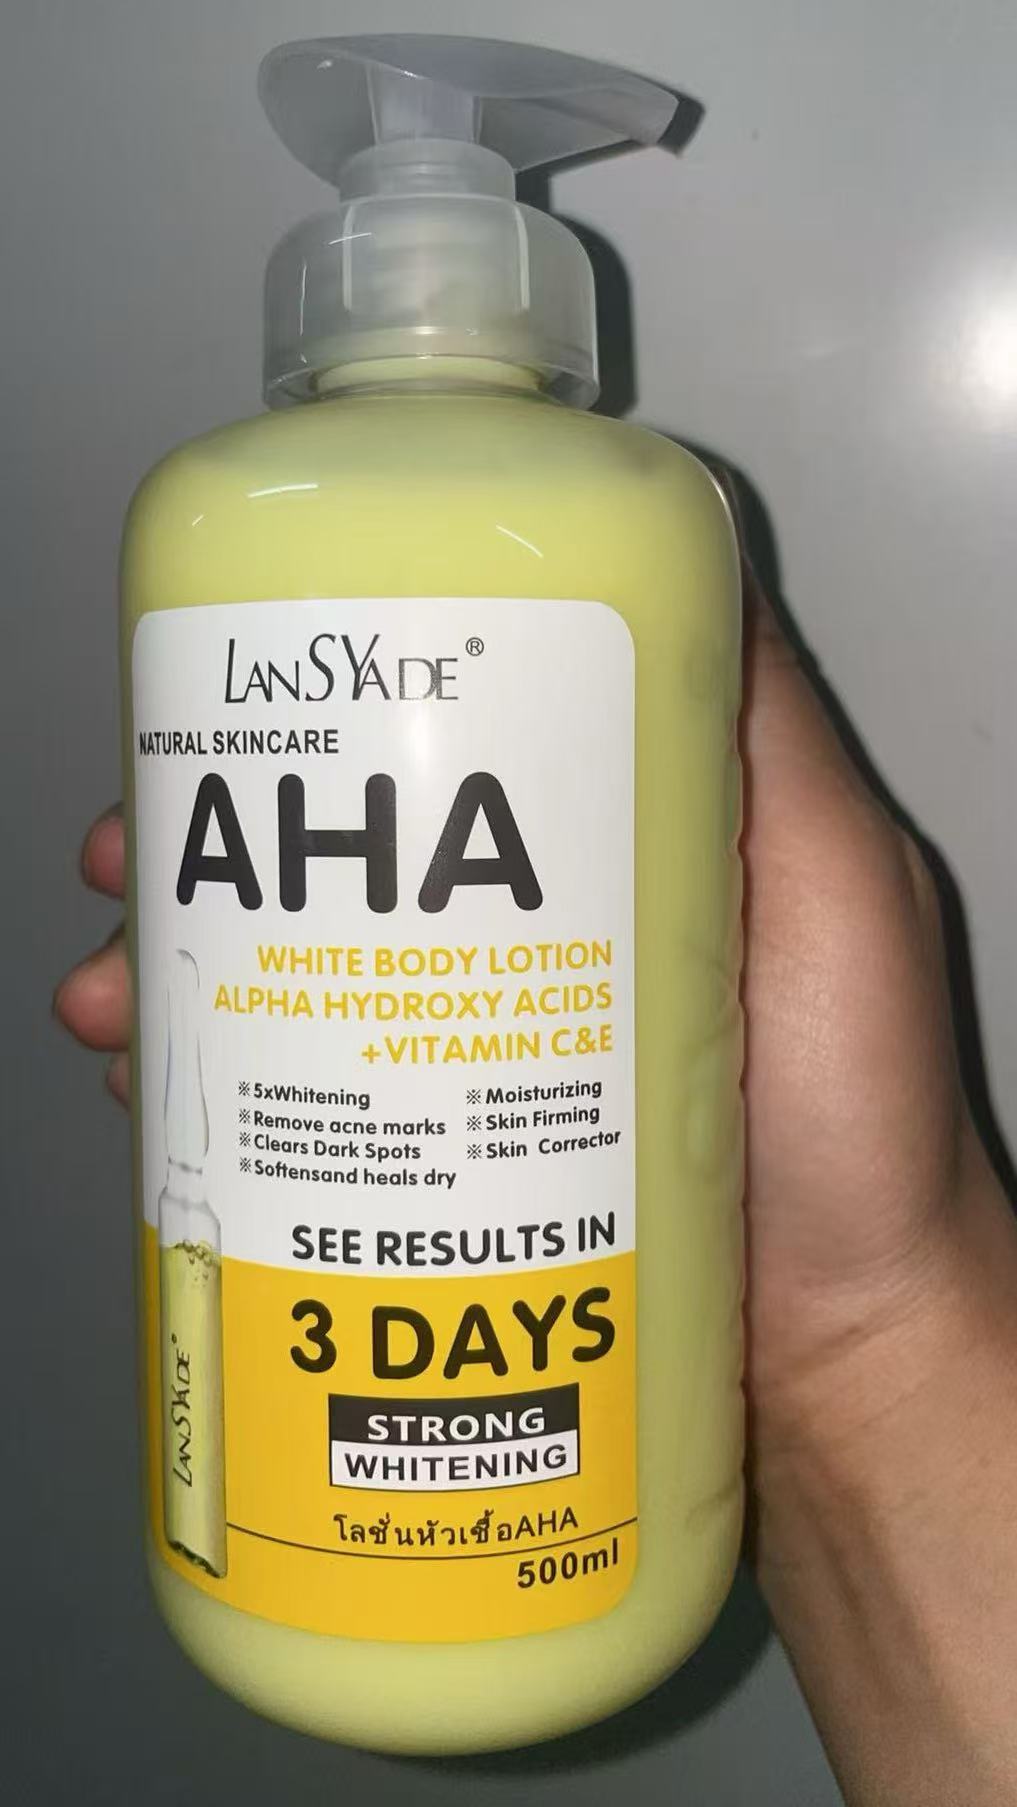 LANSYADE®
NATURAL SKINCARE
AHA
WHITE BODY LOTION
ALPHA HYDROXY ACIDS
+VITAMIN C&E
※5xWhitening
※Remove acne marks
※Clears Dark Spots
※Softensand heals dry
※Moisturizing
※Skin Firming
※Skin Corrector
SEE RESULTS IN
3 DAYS
STRONG
WHITENING
LANSYADE®
โลชั่นหัวเชื้อAHA
500ml